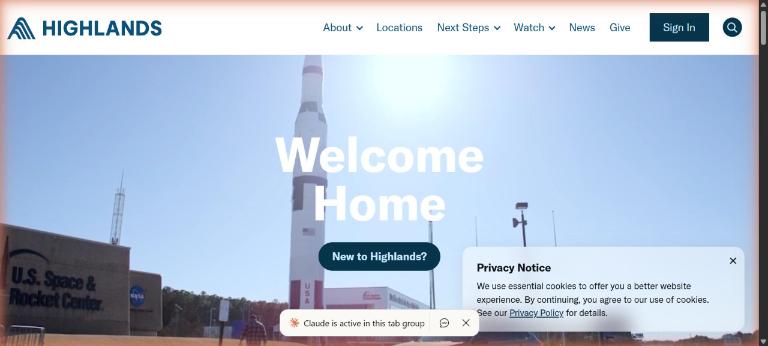 HIGHLANDS
About
Locations
Next Steps
Watch
News
Give
Sign In
Welcome
Home
New to Highlands?
U.S. Space &
Rocket Center
NASA
USA
Privacy Notice
We use essential cookies to offer you a better website
experience. By continuing, you agree to our use of cookies.
See our Privacy Policy for details.
Claude is active in this tab group